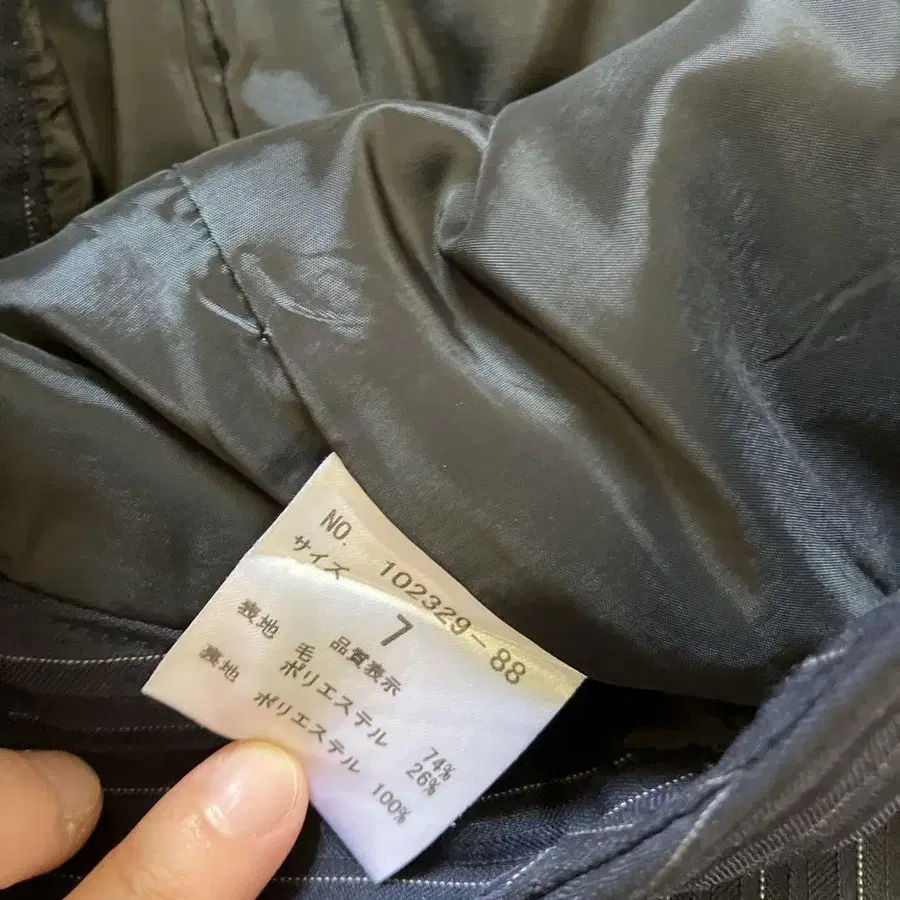 NO. 102329-88
サイズ 7
品質表示
表地 毛 74%
ポリエステル 26%
裏地 ポリエステル 100%